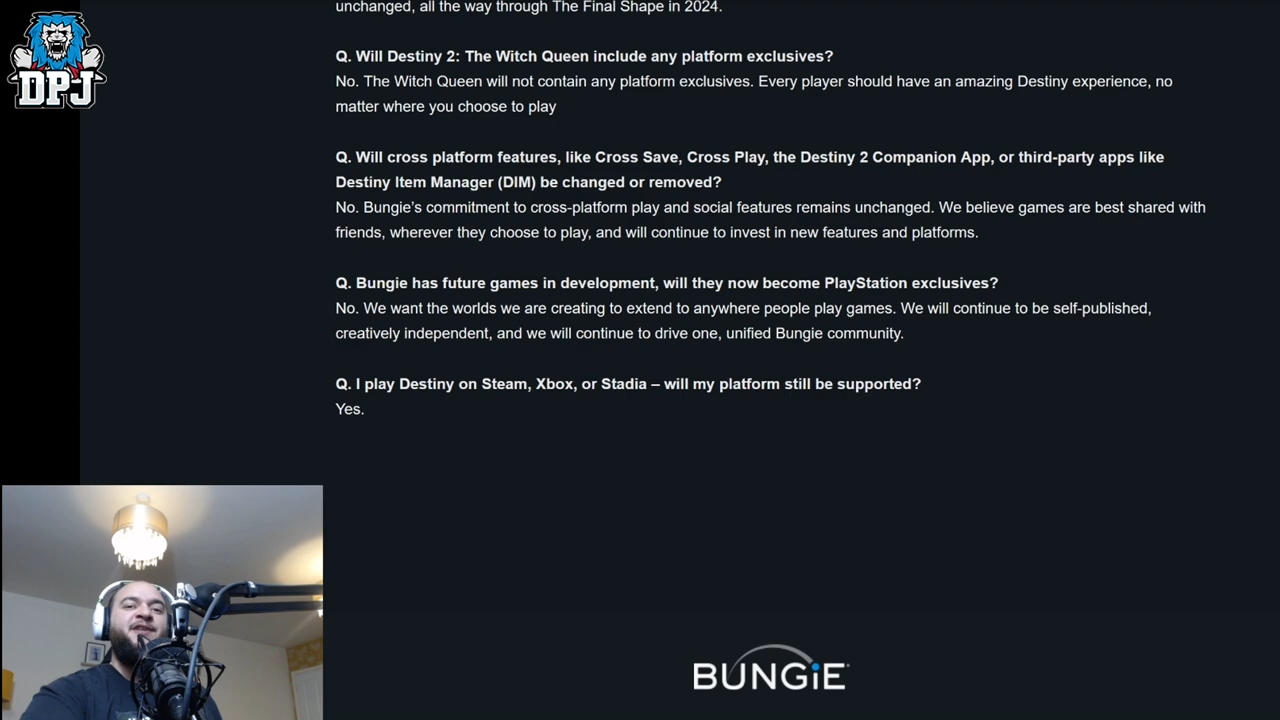 unchanged, all the way through The Final Shape in 2024.
DPJ
Q. Will Destiny 2: The Witch Queen include any platform exclusives?
No. The Witch Queen will not contain any platform exclusives. Every player should have an amazing Destiny experience, no
matter where you choose to play
Q. Will cross platform features, like Cross Save, Cross Play, the Destiny 2 Companion App, or third-party apps like
Destiny Item Manager (DIM) be changed or removed?
No. Bungie’s commitment to cross-platform play and social features remains unchanged. We believe games are best shared with
friends, wherever they choose to play, and will continue to invest in new features and platforms.
Q. Bungie has future games in development, will they now become PlayStation exclusives?
No. We want the worlds we are creating to extend to anywhere people play games. We will continue to be self-published,
creatively independent, and we will continue to drive one, unified Bungie community.
Q. I play Destiny on Steam, Xbox, or Stadia – will my platform still be supported?
Yes.
BUNGiE